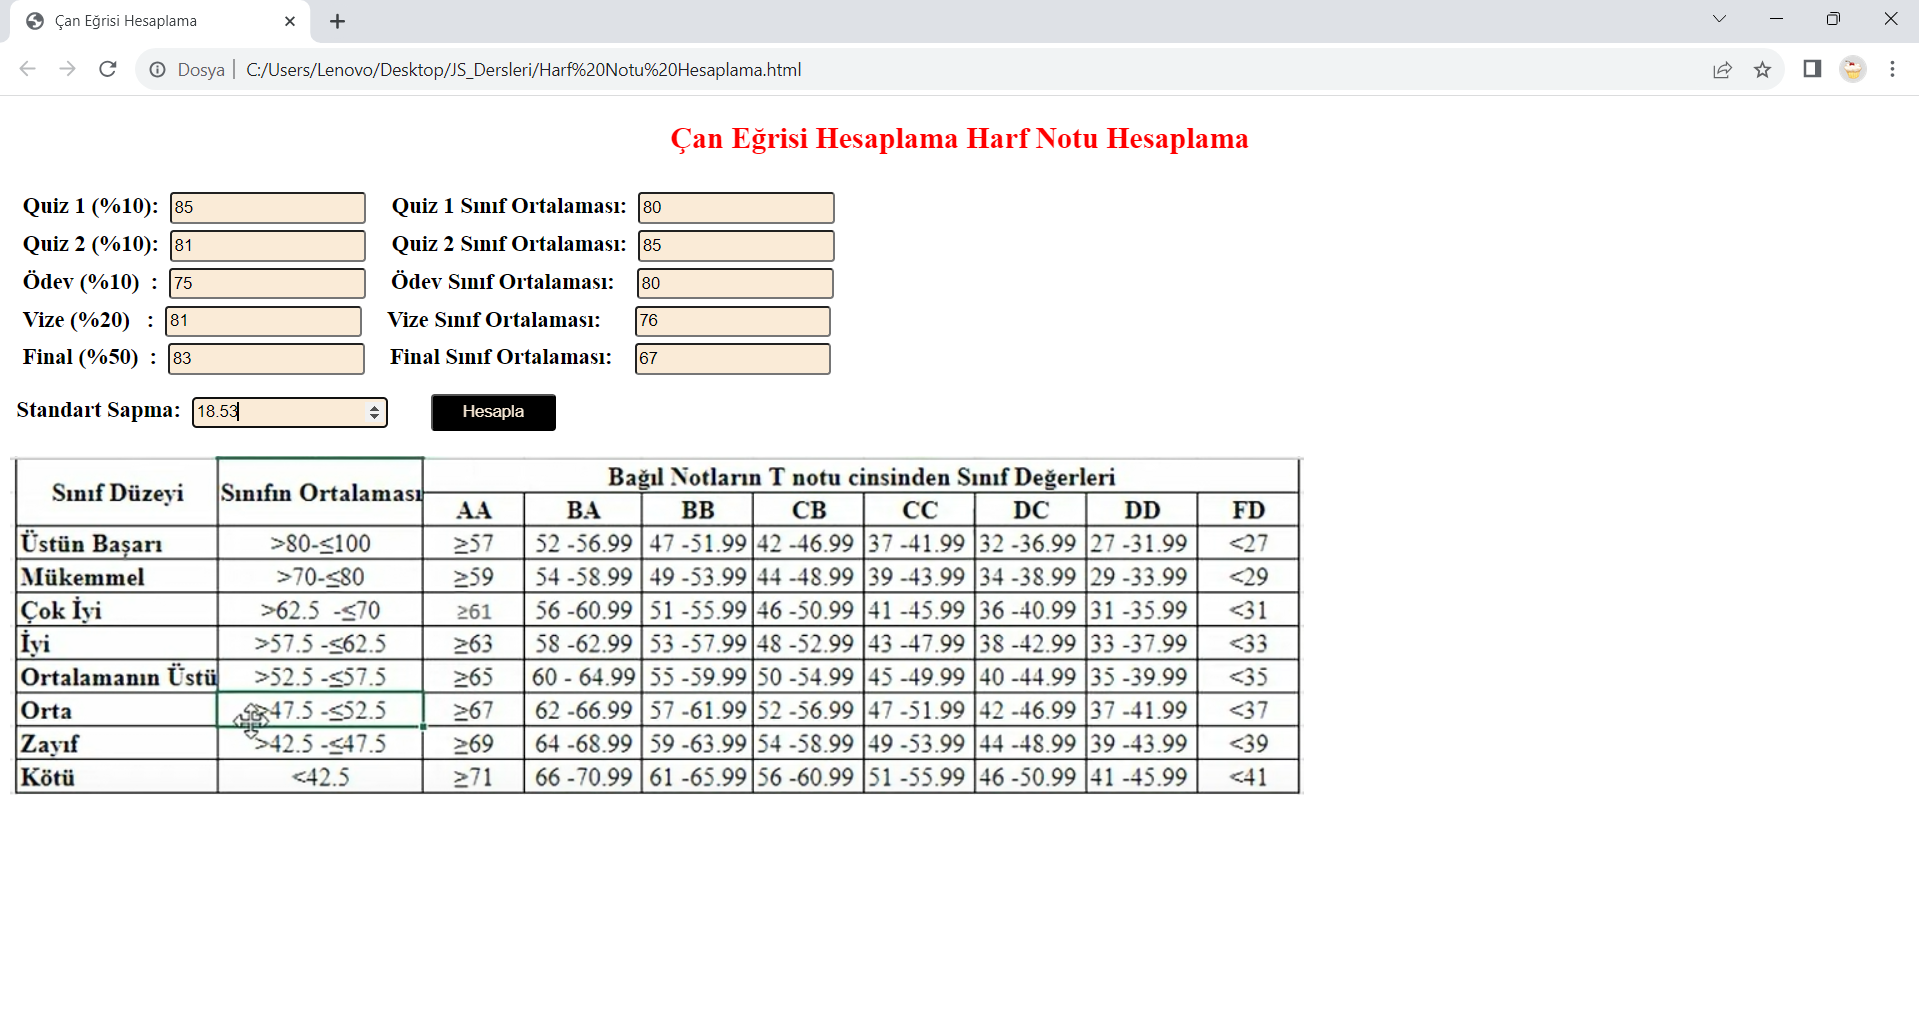 Çan Eğrisi Hesaplama
Dosya C:/Users/Lenovo/Desktop/JS_Dersleri/Harf%20Notu%20Hesaplama.html
Çan Eğrisi Hesaplama Harf Notu Hesaplama
Quiz 1 (%10): 85 Quiz 1 Sınıf Ortalaması: 80
Quiz 2 (%10): 81 Quiz 2 Sınıf Ortalaması: 85
Ödev (%10) : 75 Ödev Sınıf Ortalaması: 80
Vize (%20) : 81 Vize Sınıf Ortalaması: 76
Final (%50) : 83 Final Sınıf Ortalaması: 67
Standart Sapma: 18.53 Hesapla
Sınıf Düzeyi Sınıfın Ortalaması Bağıl Notların T notu cinsinden Sınıf Değerleri
AA BA BB CB CC DC DD FD
Üstün Başarı >80-≤100 ≥57 52 -56.99 47 -51.99 42 -46.99 37 -41.99 32 -36.99 27 -31.99 <27
Mükemmel >70-≤80 ≥59 54 -58.99 49 -53.99 44 -48.99 39 -43.99 34 -38.99 29 -33.99 <29
Çok İyi >62.5 -≤70 ≥61 56 -60.99 51 -55.99 46 -50.99 41 -45.99 36 -40.99 31 -35.99 <31
İyi >57.5 -≤62.5 ≥63 58 -62.99 53 -57.99 48 -52.99 43 -47.99 38 -42.99 33 -37.99 <33
Ortalamanın Üstü >52.5 -≤57.5 ≥65 60 - 64.99 55 -59.99 50 -54.99 45 -49.99 40 -44.99 35 -39.99 <35
Orta >47.5 -≤52.5 ≥67 62 -66.99 57 -61.99 52 -56.99 47 -51.99 42 -46.99 37 -41.99 <37
Zayıf >42.5 -≤47.5 ≥69 64 -68.99 59 -63.99 54 -58.99 49 -53.99 44 -48.99 39 -43.99 <39
Kötü <42.5 ≥71 66 -70.99 61 -65.99 56 -60.99 51 -55.99 46 -50.99 41 -45.99 <41